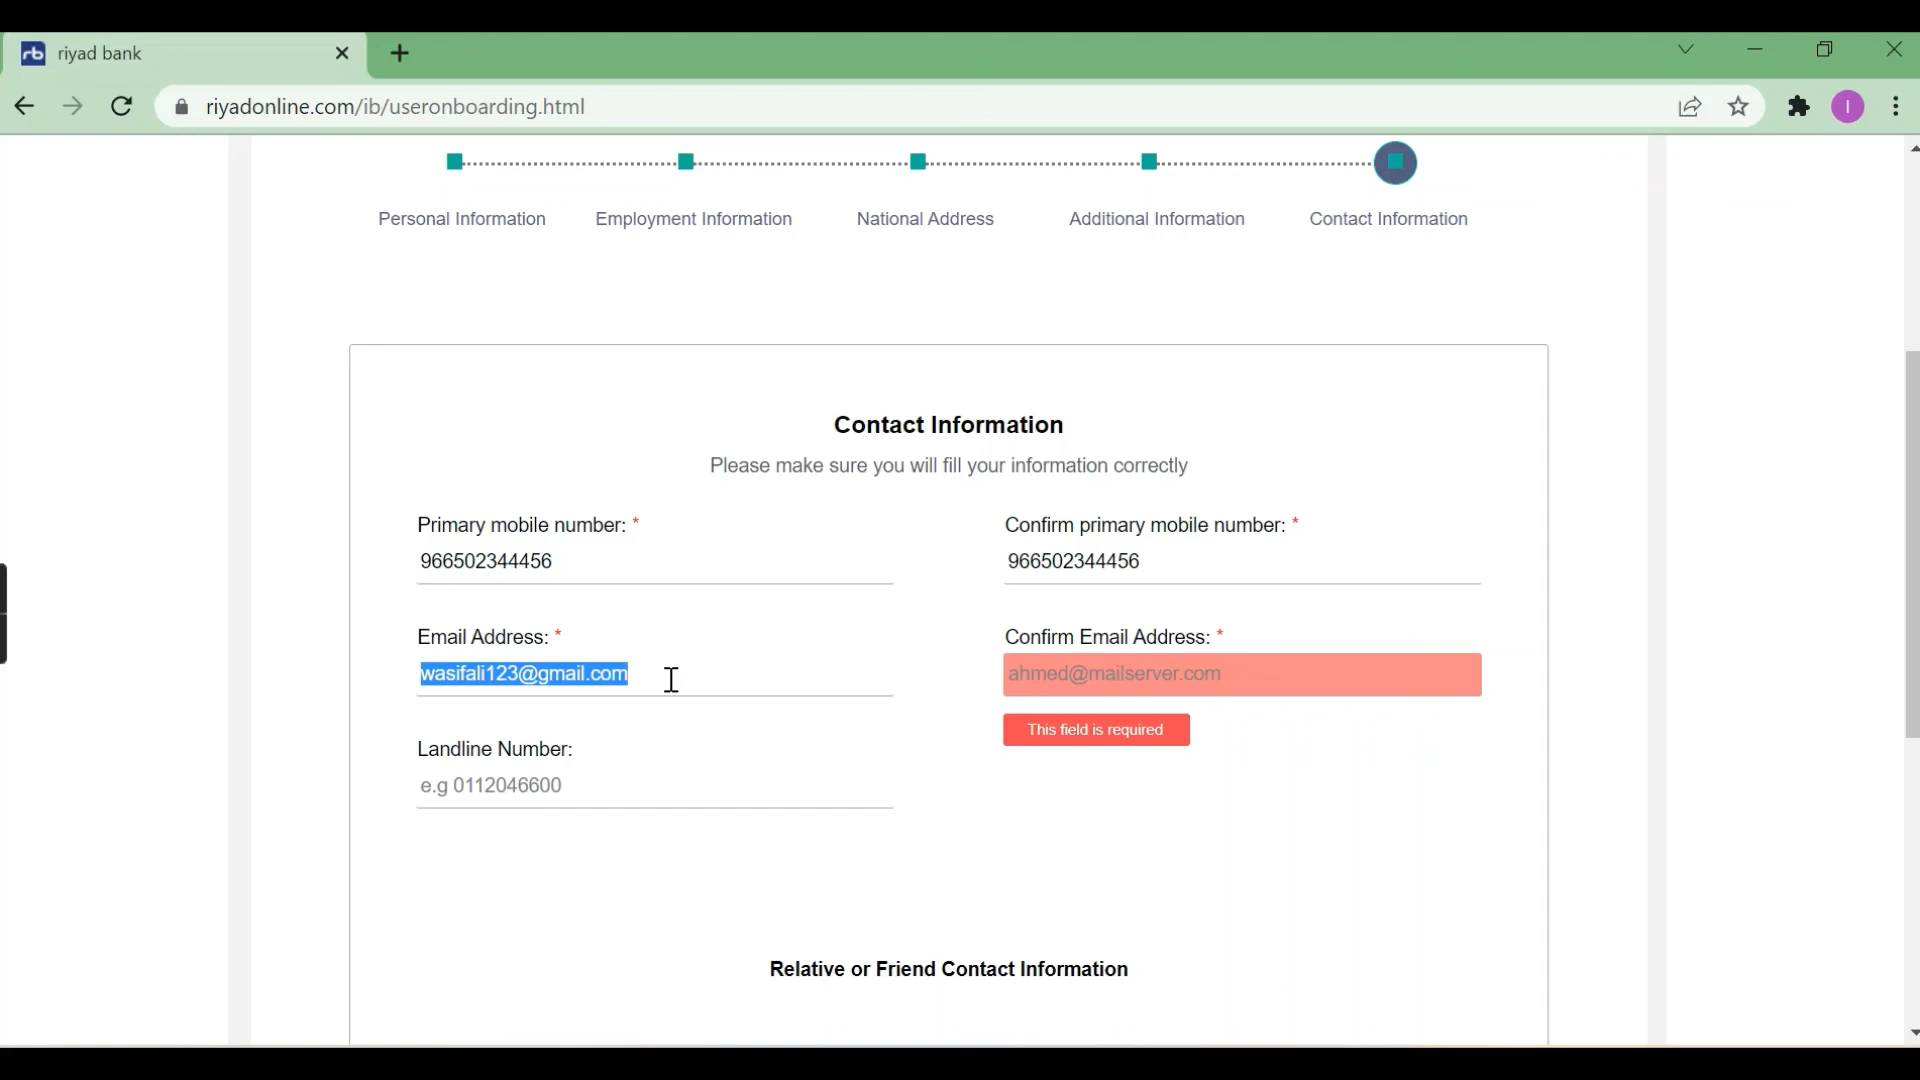 rb riyad bank
riyadonline.com/ib/useronboarding.html
I
Personal Information
Employment Information
National Address
Additional Information
Contact Information
Contact Information
Please make sure you will fill your information correctly
Primary mobile number: *
Confirm primary mobile number: *
966502344456
966502344456
Email Address: *
Confirm Email Address: *
wasifali123@gmail.com
ahmed@mailserver.com
This field is required
Landline Number:
e.g 0112046600
Relative or Friend Contact Information